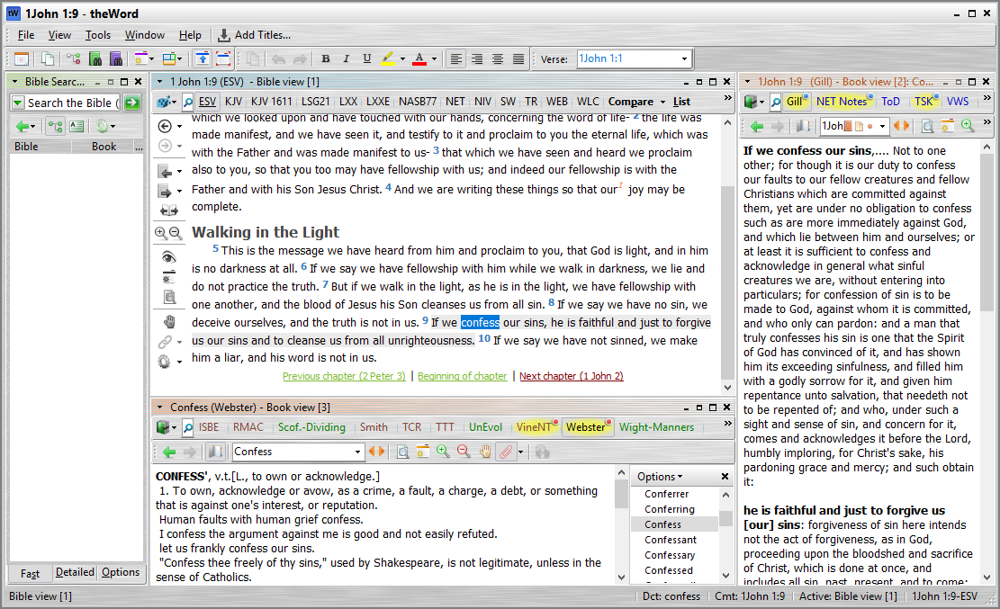 tW 1John 1:9 - theWord
File View Tools Window Help Add Titles...
B I U A Verse: 1John 1:1
Bible Searc...
Search the Bible (
Bible Book ...
Fast Detailed Options
1 John 1:9 (ESV) - Bible view [1]
ESV KJV KJV 1611 LSG21 LXX LXXE NASB77 NET NIV SW TR WEB WLC Compare List
which we looked upon and have touched with our hands, concerning the word of life- 2 the life was
made manifest, and we have seen it, and testify to it and proclaim to you the eternal life, which was
with the Father and was made manifest to us- 3 that which we have seen and heard we proclaim
also to you, so that you too may have fellowship with us; and indeed our fellowship is with the
Father and with his Son Jesus Christ. 4 And we are writing these things so that our1 joy may be
complete.
Walking in the Light
5 This is the message we have heard from him and proclaim to you, that God is light, and in him
is no darkness at all. 6 If we say we have fellowship with him while we walk in darkness, we lie and
do not practice the truth. 7 But if we walk in the light, as he is in the light, we have fellowship with
one another, and the blood of Jesus his Son cleanses us from all sin. 8 If we say we have no sin, we
deceive ourselves, and the truth is not in us. 9 If we confess our sins, he is faithful and just to forgive
us our sins and to cleanse us from all unrighteousness. 10 If we say we have not sinned, we make
him a liar, and his word is not in us.
Previous chapter (2 Peter 3) | Beginning of chapter | Next chapter (1 John 2)
Confess (Webster) - Book view [3]
ISBE RMAC Scof.-Dividing Smith TCR TTT UnEvol VineNT Webster Wight-Manners
Confess
CONFESS', v.t.[L., to own or acknowledge.]
1. To own, acknowledge or avow, as a crime, a fault, a charge, a debt, or something
that is against one's interest, or reputation.
Human faults with human grief confess.
I confess the argument against me is good and not easily refuted.
let us frankly confess our sins.
"Confess thee freely of thy sins," used by Shakespeare, is not legitimate, unless in the
sense of Catholics.
Options
Conferrer
Conferring
Confess
Confessant
Confessary
Confessed
1John 1:9 (Gill) - Book view [2]: Co...
Gill NET Notes ToD TSK VWS
1Joh
If we confess our sins,.... Not to one
other; for though it is our duty to confess
our faults to our fellow creatures and fellow
Christians which are committed against
them, yet are under no obligation to confess
such as are more immediately against God,
and which lie between him and ourselves; or
at least it is sufficient to confess and
acknowledge in general what sinful
creatures we are, without entering into
particulars; for confession of sin is to be
made to God, against whom it is committed,
and who only can pardon: and a man that
truly confesses his sin is one that the Spirit
of God has convinced of it, and has shown
him its exceeding sinfulness, and filled him
with a godly sorrow for it, and given him
repentance unto salvation, that needeth not
to be repented of; and who, under such a
sight and sense of sin, and concern for it,
comes and acknowledges it before the Lord,
humbly imploring, for Christ's sake, his
pardoning grace and mercy; and such obtain
it:
he is faithful and just to forgive us
[our] sins: forgiveness of sin here intends
not the act of forgiveness, as in God,
proceeding upon the bloodshed and sacrifice
of Christ, which is done at once, and
includes all sin, past, present, and to come;
Bible view [1] Dct: confess Cmt: 1John 1:9 Active: Bible view [1] 1John 1:9-ESV